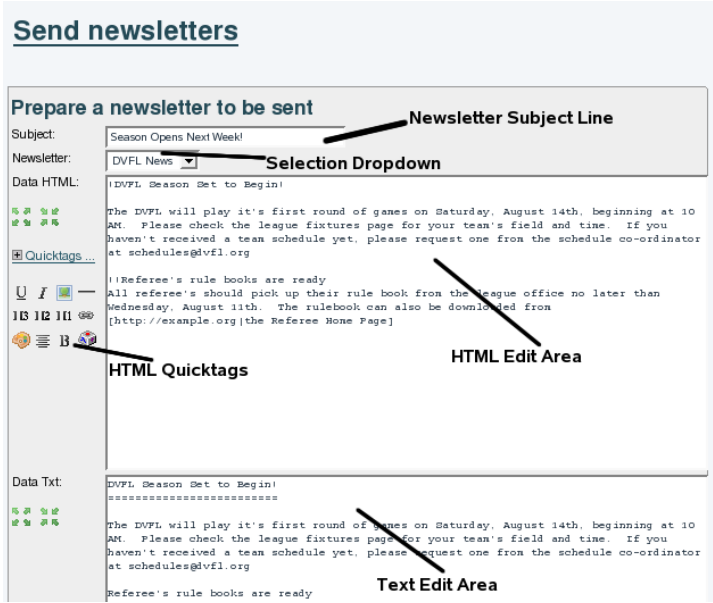 Send newsletters
Prepare a newsletter to be sent
Subject:
Season Opens Next Week!
Newsletter Subject Line
Newsletter:
DVFL News
Selection Dropdown
Data HTML:
!DVFL Season Set to Begin!
The DVFL will play it's first round of games on Saturday, August 14th, beginning at 10
AM. Please check the league fixtures page for your team's field and time. If you
haven't received a team schedule yet, please request one from the schedule co-ordinator
at schedules@dvfl.org
Quicktags ...
!!Referee's rule books are ready
All referee's should pick up their rule book from the league office no later than
Wednesday, August 11th. The rulebook can also be downloaded from
[http://example.org|the Referee Home Page]
U I
H3 H2 H1
B
HTML Edit Area
HTML Quicktags
Data Txt:
DVFL Season Set to Begin!
=========================
The DVFL will play it's first round of games on Saturday, August 14th, beginning at 10
AM. Please check the league fixtures page for your team's field and time. If you
haven't received a team schedule yet, please request one from the schedule co-ordinator
at schedules@dvfl.org
Text Edit Area
Referee's rule books are ready